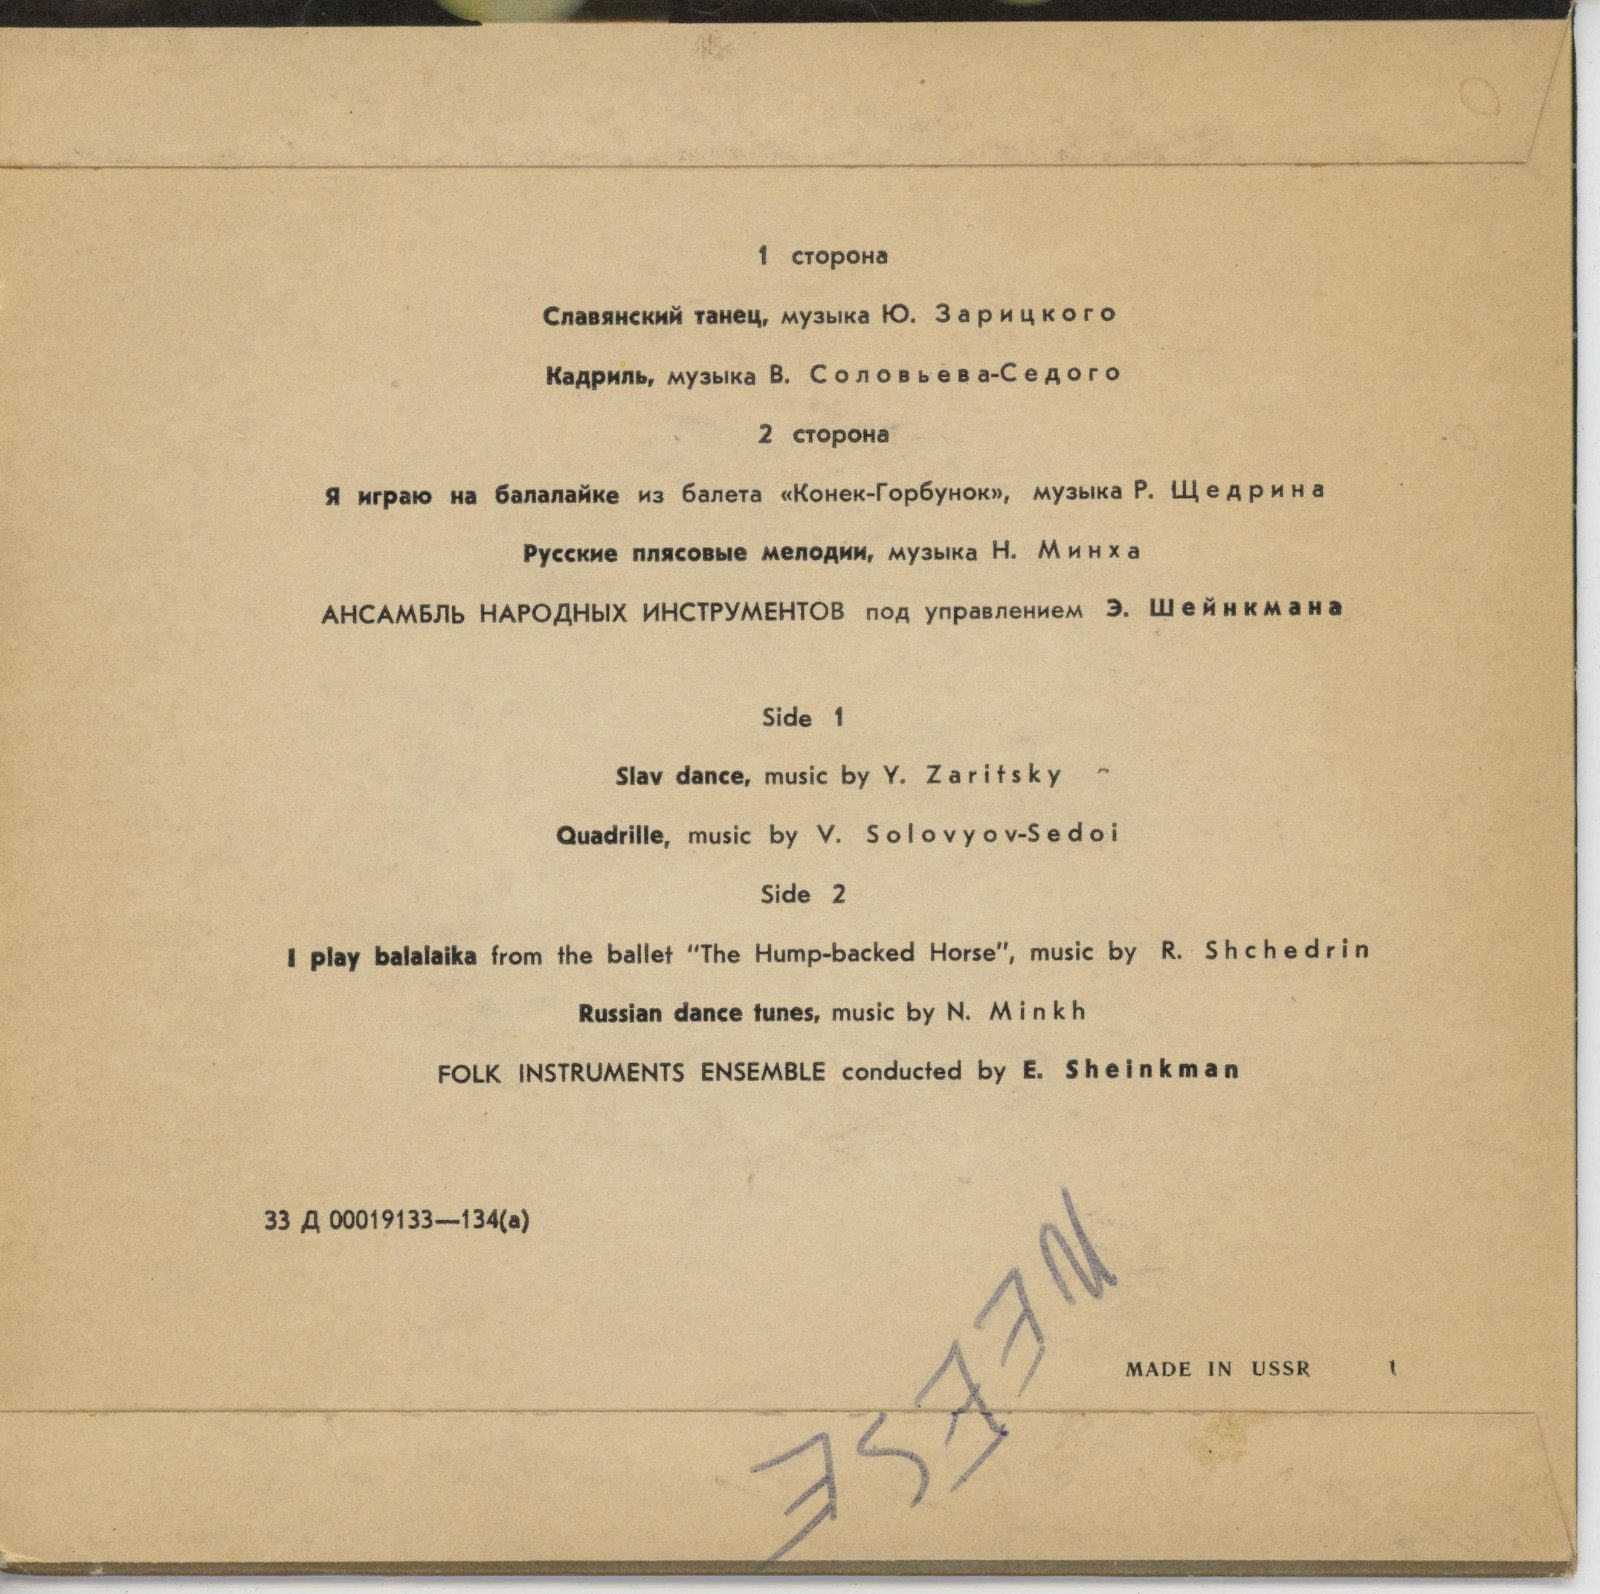 1 сторона
Славянский танец, музыка Ю. Зарицкого
Кадриль, музыка В. Соловьева-Седого
2 сторона
Я играю на балалайке из балета «Конек-Горбунок», музыка Р. Щедрина
Русские плясовые мелодии, музыка Н. Минха
АНСАМБЛЬ НАРОДНЫХ ИНСТРУМЕНТОВ под управлением Э. Шейнкмана
Side 1
Slav dance, music by Y. Zaritsky
Quadrille, music by V. Solovyov-Sedoi
Side 2
I play balalaika from the ballet "The Hump-backed Horse", music by R. Shchedrin
Russian dance tunes, music by N. Minkh
FOLK INSTRUMENTS ENSEMBLE conducted by E. Sheinkman
33 Д 00019133—134(а)
MADE IN USSR